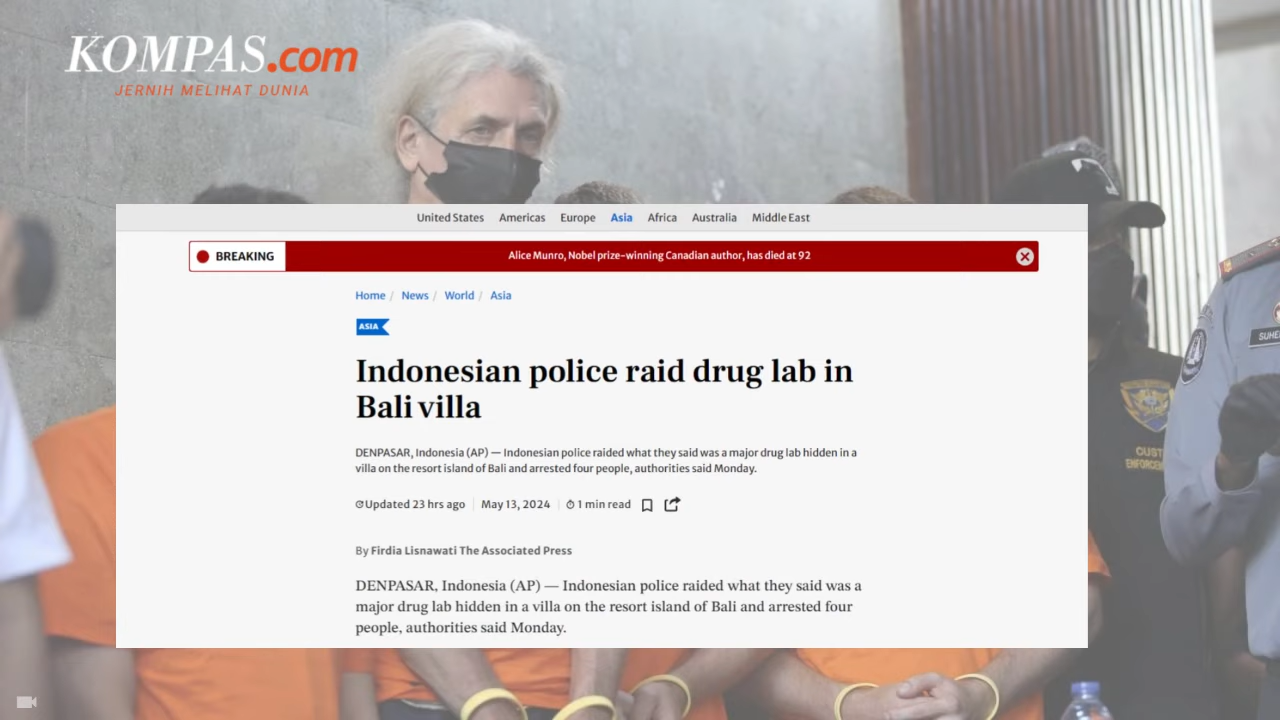 KOMPAS.com
JERNIH MELIHAT DUNIA
United States Americas Europe Asia Africa Australia Middle East
BREAKING
Alice Munro, Nobel prize-winning Canadian author, has died at 92
Home / News / World / Asia
ASIA
Indonesian police raid drug lab in
Bali villa
DENPASAR, Indonesia (AP) — Indonesian police raided what they said was a major drug lab hidden in a
villa on the resort island of Bali and arrested four people, authorities said Monday.
Updated 23 hrs ago May 13, 2024 1 min read
By Firdia Lisnawati The Associated Press
DENPASAR, Indonesia (AP) — Indonesian police raided what they said was a
major drug lab hidden in a villa on the resort island of Bali and arrested four
people, authorities said Monday.